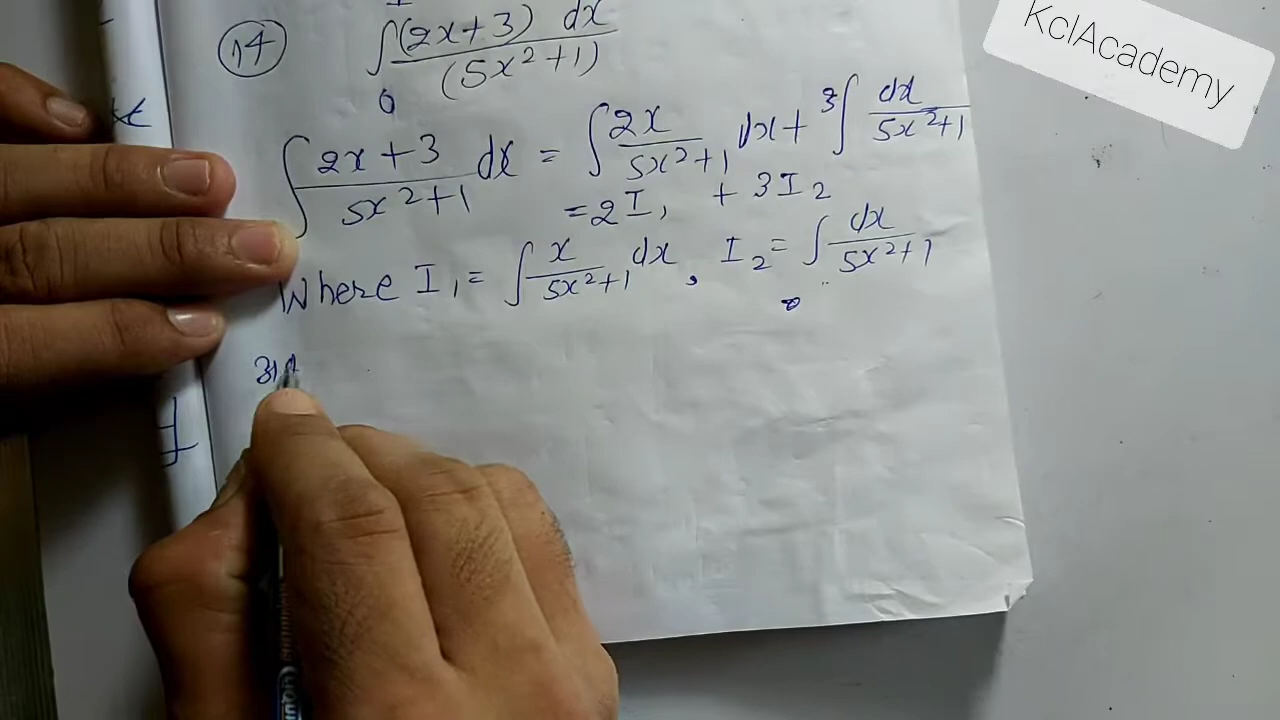 KclAcademy
(14) ∫₀¹ (2x+3) dx / (5x²+1)
∫ 2x+3 / 5x²+1 dx = ∫ 2x / 5x²+1 dx + 3∫ dx / 5x²+1
=2I₁ + 3I₂
Where I₁ = ∫ x / 5x²+1 dx, I₂ = ∫ dx / 5x²+1